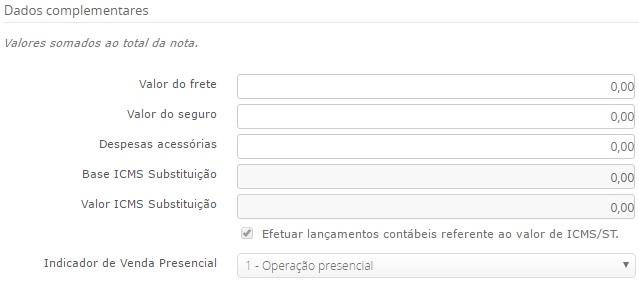 Dados complementares
Valores somados ao total da nota.
Valor do frete 0,00
Valor do seguro 0,00
Despesas acessórias 0,00
Base ICMS Substituição 0,00
Valor ICMS Substituição 0,00
Efetuar lançamentos contábeis referente ao valor de ICMS/ST.
Indicador de Venda Presencial 1 - Operação presencial